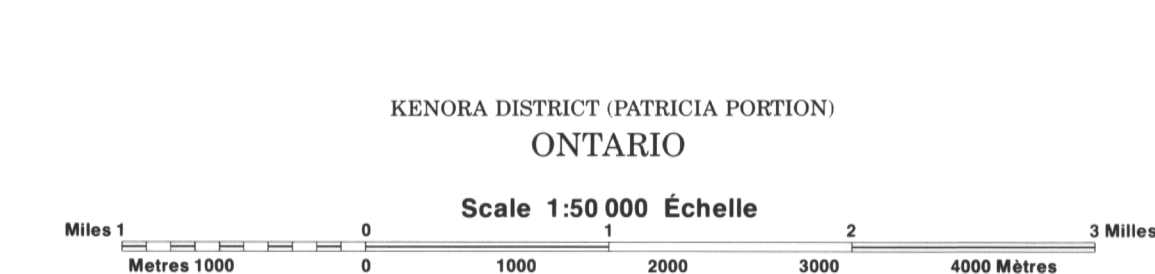 KENORA DISTRICT (PATRICIA PORTION)
ONTARIO
Scale 1:50 000 Échelle
Miles 1 0 1 2 3 Milles
Metres 1000 0 1000 2000 3000 4000 Mètres